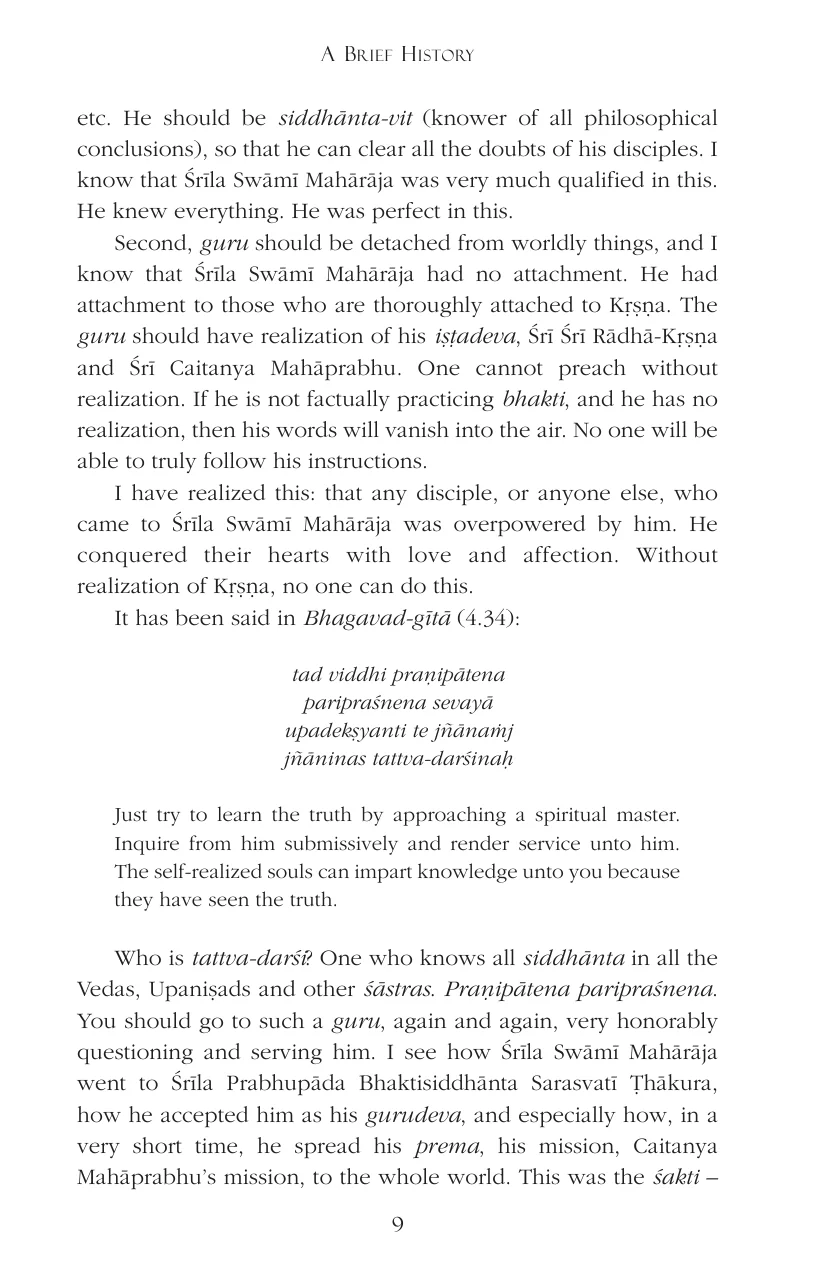 A Brief History
etc. He should be siddhānta-vit (knower of all philosophical
conclusions), so that he can clear all the doubts of his disciples. I
know that Śrīla Swāmī Mahārāja was very much qualified in this.
He knew everything. He was perfect in this.
Second, guru should be detached from worldly things, and I
know that Śrīla Swāmī Mahārāja had no attachment. He had
attachment to those who are thoroughly attached to Kṛṣṇa. The
guru should have realization of his iṣṭadeva, Śrī Śrī Rādhā-Kṛṣṇa
and Śrī Caitanya Mahāprabhu. One cannot preach without
realization. If he is not factually practicing bhakti, and he has no
realization, then his words will vanish into the air. No one will be
able to truly follow his instructions.
I have realized this: that any disciple, or anyone else, who
came to Śrīla Swāmī Mahārāja was overpowered by him. He
conquered their hearts with love and affection. Without
realization of Kṛṣṇa, no one can do this.
It has been said in Bhagavad-gītā (4.34):
tad viddhi praṇipātena
paripraśnena sevayā
upadekṣyanti te jñānaṁj
jñāninas tattva-darśinaḥ
Just try to learn the truth by approaching a spiritual master.
Inquire from him submissively and render service unto him.
The self-realized souls can impart knowledge unto you because
they have seen the truth.
Who is tattva-darśī? One who knows all siddhānta in all the
Vedas, Upaniṣads and other śāstras. Praṇipātena paripraśnena.
You should go to such a guru, again and again, very honorably
questioning and serving him. I see how Śrīla Swāmī Mahārāja
went to Śrīla Prabhupāda Bhaktisiddhānta Sarasvatī Ṭhākura,
how he accepted him as his gurudeva, and especially how, in a
very short time, he spread his prema, his mission, Caitanya
Mahāprabhu's mission, to the whole world. This was the śakti –
9